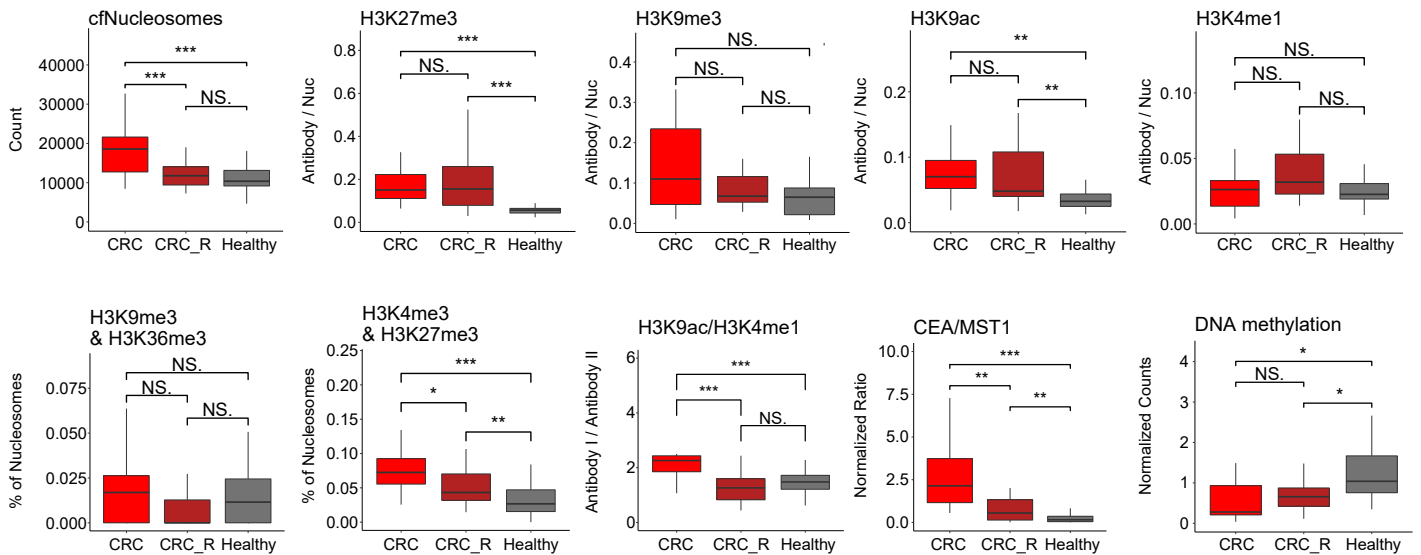 cfNucleosomes
Count
40000
30000
20000
10000
0
***
***
NS.
CRC CRC_R Healthy
H3K27me3
Antibody / Nuc
0.8
0.6
0.4
0.2
0.0
***
NS.
***
CRC CRC_R Healthy
H3K9me3
Antibody / Nuc
0.4
0.3
0.2
0.1
0.0
NS.
NS.
NS.
CRC CRC_R Healthy
H3K9ac
Antibody / Nuc
0.2
0.1
0.0
**
NS.
**
CRC CRC_R Healthy
H3K4me1
Antibody / Nuc
0.10
0.05
0.00
NS.
NS.
NS.
CRC CRC_R Healthy
H3K9me3
& H3K36me3
% of Nucleosomes
0.075
0.050
0.025
0.000
NS.
NS.
NS.
CRC CRC_R Healthy
H3K4me3
& H3K27me3
% of Nucleosomes
0.25
0.20
0.15
0.10
0.05
0.00
***
*
**
CRC CRC_R Healthy
H3K9ac/H3K4me1
Antibody I / Antibody II
6
4
2
0
***
***
NS.
CRC CRC_R Healthy
CEA/MST1
Normalized Ratio
10.0
7.5
5.0
2.5
0.0
***
**
**
CRC CRC_R Healthy
DNA methylation
Normalized Counts
4
3
2
1
0
*
NS.
*
CRC CRC_R Healthy